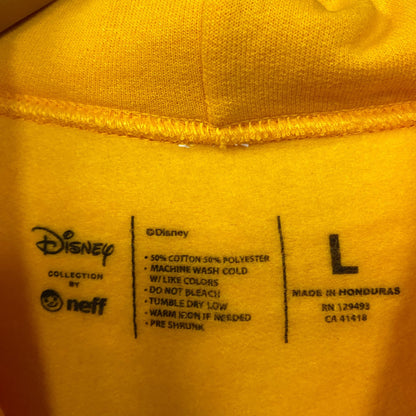 Disney
COLLECTION
BY
neff
©Disney
• 50% COTTON 50% POLYESTER
• MACHINE WASH COLD
W/ LIKE COLORS
• DO NOT BLEACH
• TUMBLE DRY LOW
• WARM IRON IF NEEDED
• PRE SHRUNK
L
MADE IN HONDURAS
RN 129493
CA 41418